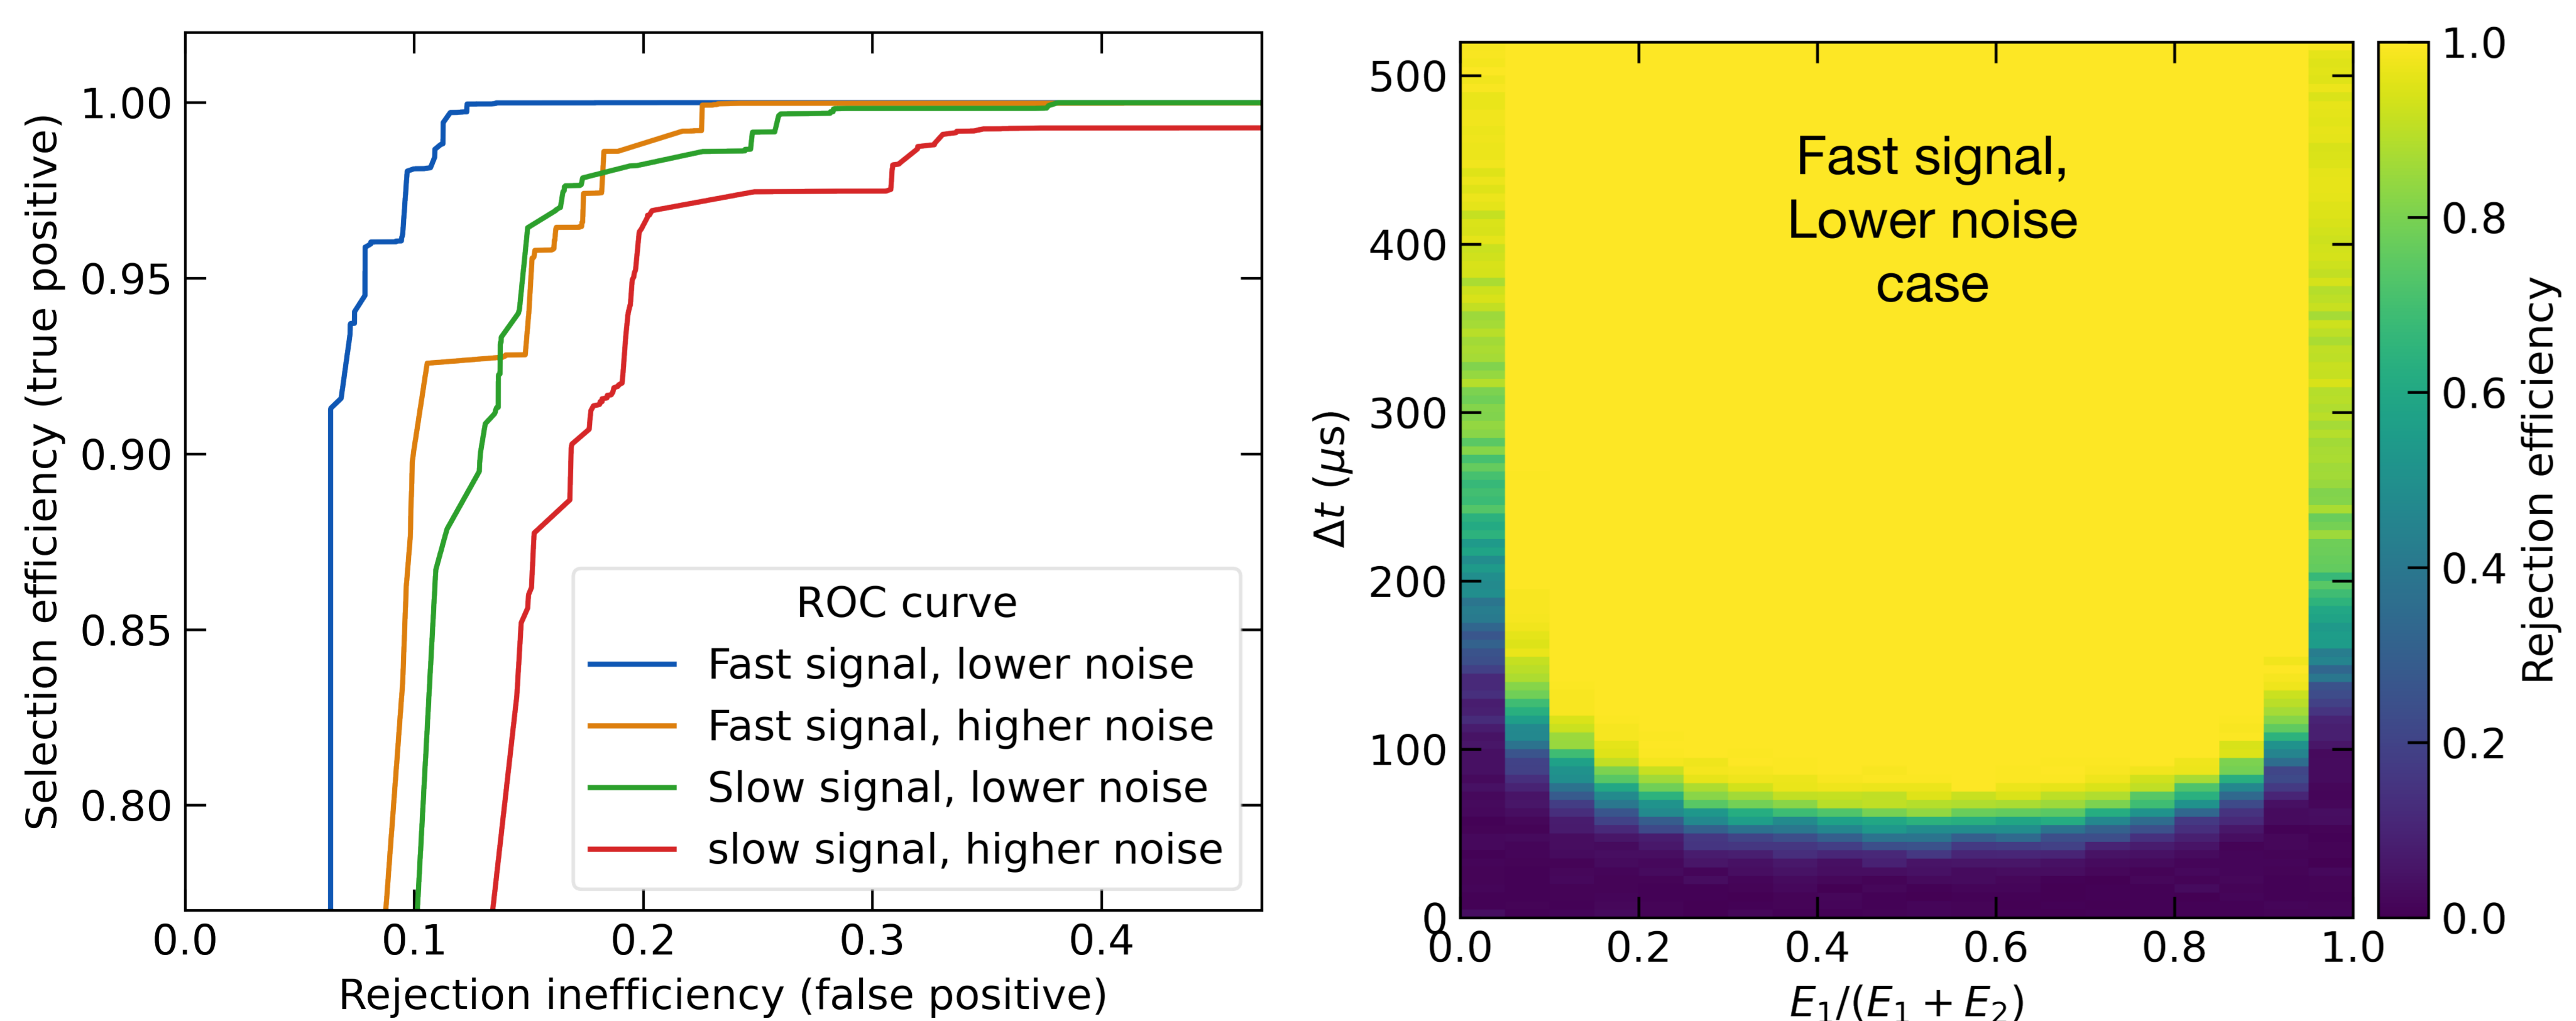 Selection efficiency (true positive)
1.00
0.95
0.90
0.85
0.80
ROC curve
Fast signal, lower noise
Fast signal, higher noise
Slow signal, lower noise
slow signal, higher noise
0.0 0.1 0.2 0.3 0.4
Rejection inefficiency (false positive)
Δt (μs)
500
400
300
200
100
0
Fast signal,
Lower noise
case
0.0 0.2 0.4 0.6 0.8 1.0
E₁/(E₁ + E₂)
1.0
0.8
0.6
0.4
0.2
0.0
Rejection efficiency